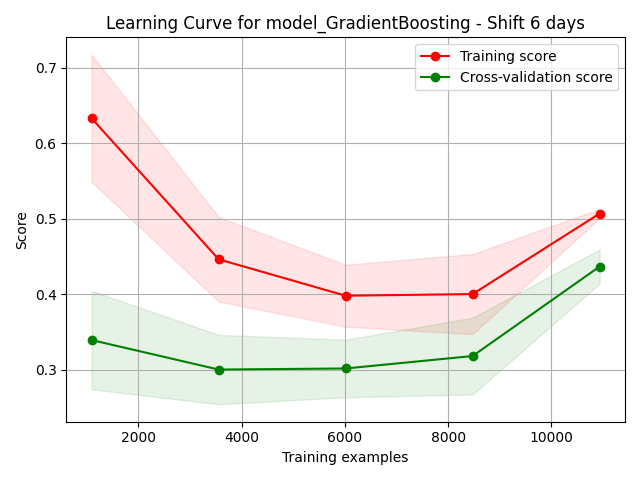 Learning Curve for model_GradientBoosting - Shift 6 days
Training score
Cross-validation score
0.7
0.6
0.5
0.4
0.3
Score
2000
4000
6000
8000
10000
Training examples